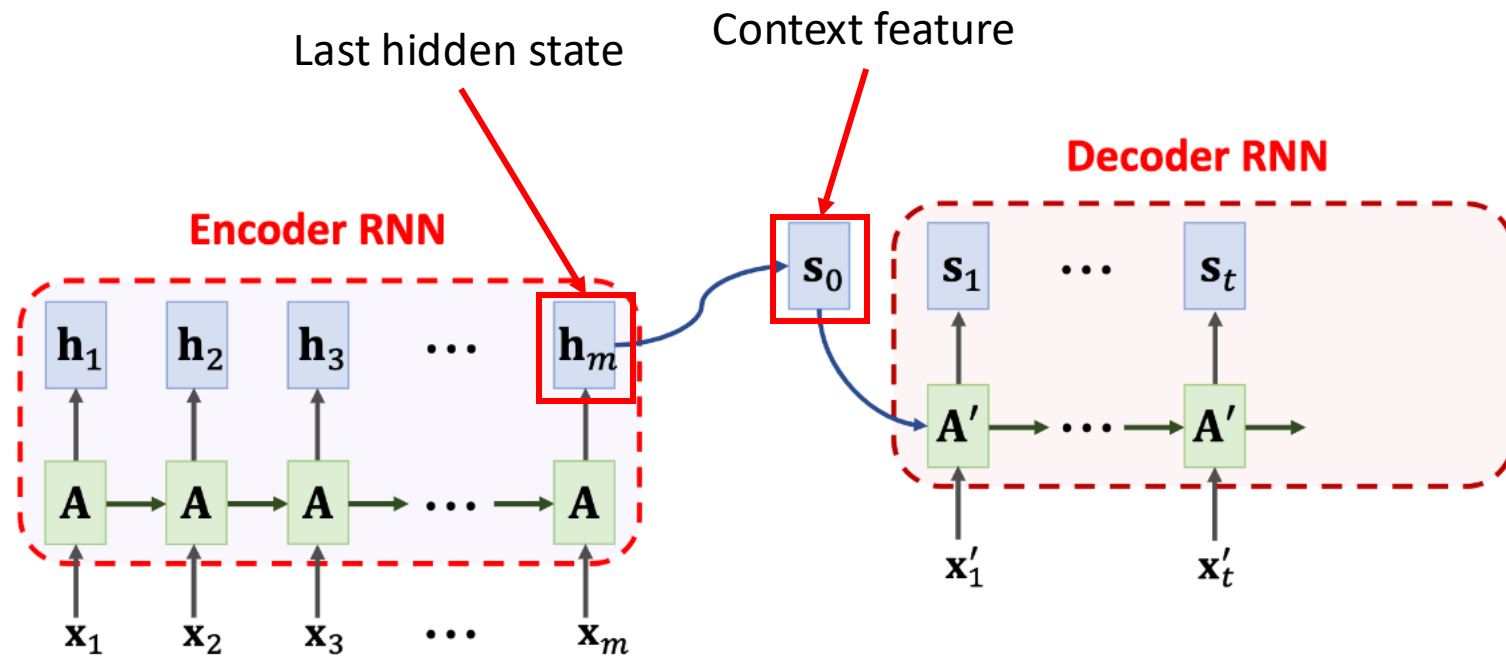 Last hidden state
Context feature
Encoder RNN
Decoder RNN
h₁ h₂ h₃ ··· hₘ
s₀
s₁ ··· sₜ
A A A ··· A
A′ ··· A′
x₁ x₂ x₃ ··· xₘ
x′₁ x′ₜ